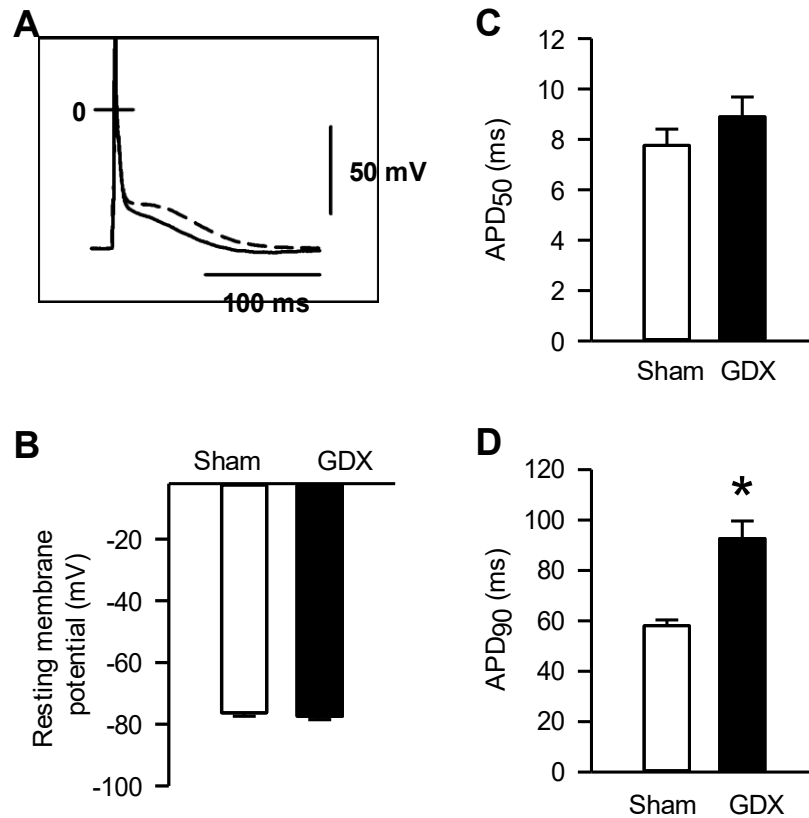 A
0
50 mV
100 ms
B
Sham GDX
Resting membrane
potential (mV)
-20
-40
-60
-80
-100
C
APD50 (ms)
12
10
8
6
4
2
0
Sham GDX
D
APD90 (ms)
120
100
80
60
40
20
0
*
Sham GDX